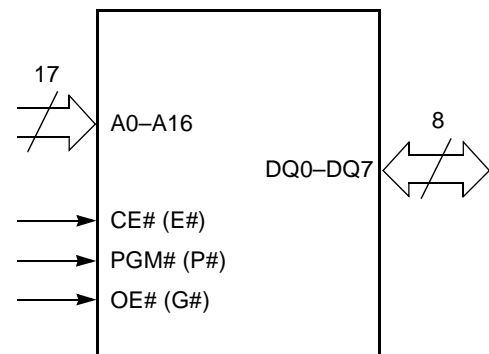 17
A0–A16
8
DQ0–DQ7
CE# (E#)
PGM# (P#)
OE# (G#)